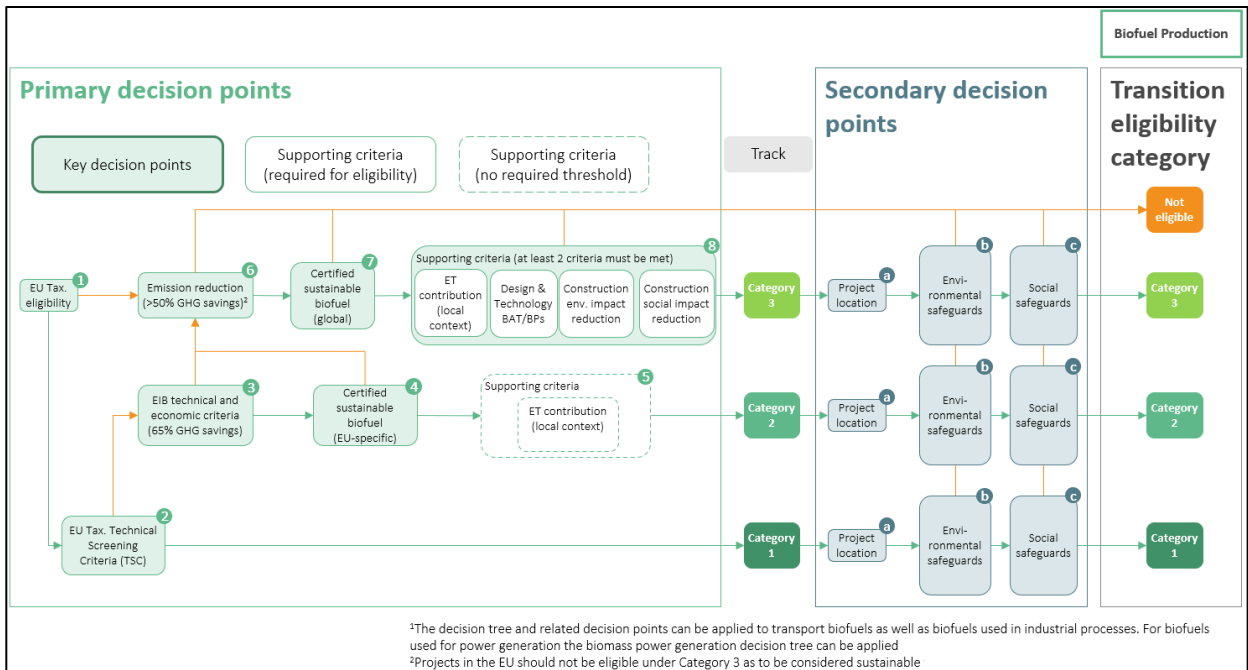 Biofuel Production
Primary decision points
Secondary decision
points
Transition
eligibility
category
Key decision points
Supporting criteria
(required for eligibility)
Supporting criteria
(no required threshold)
Track
Not
eligible
1
EU Tax.
eligibility
6
Emission reduction
(>50% GHG savings)²
7
Certified
sustainable
biofuel
(global)
8
Supporting criteria (at least 2 criteria must be met)
ET
contribution
(local
context)
Design &
Technology
BAT/BPs
Construction
env. impact
reduction
Construction
social impact
reduction
Category
3
a
Project
location
b
Envi-
ronmental
safeguards
c
Social
safeguards
Category
3
3
EIB technical and
economic criteria
(65% GHG savings)
4
Certified
sustainable
biofuel
(EU-specific)
5
Supporting criteria
ET contribution
(local context)
Category
2
a
Project
location
b
Envi-
ronmental
safeguards
c
Social
safeguards
Category
2
2
EU Tax. Technical
Screening
Criteria (TSC)
Category
1
a
Project
location
b
Envi-
ronmental
safeguards
c
Social
safeguards
Category
1
¹The decision tree and related decision points can be applied to transport biofuels as well as biofuels used in industrial processes. For biofuels
used for power generation the biomass power generation decision tree can be applied
²Projects in the EU should not be eligible under Category 3 as to be considered sustainable